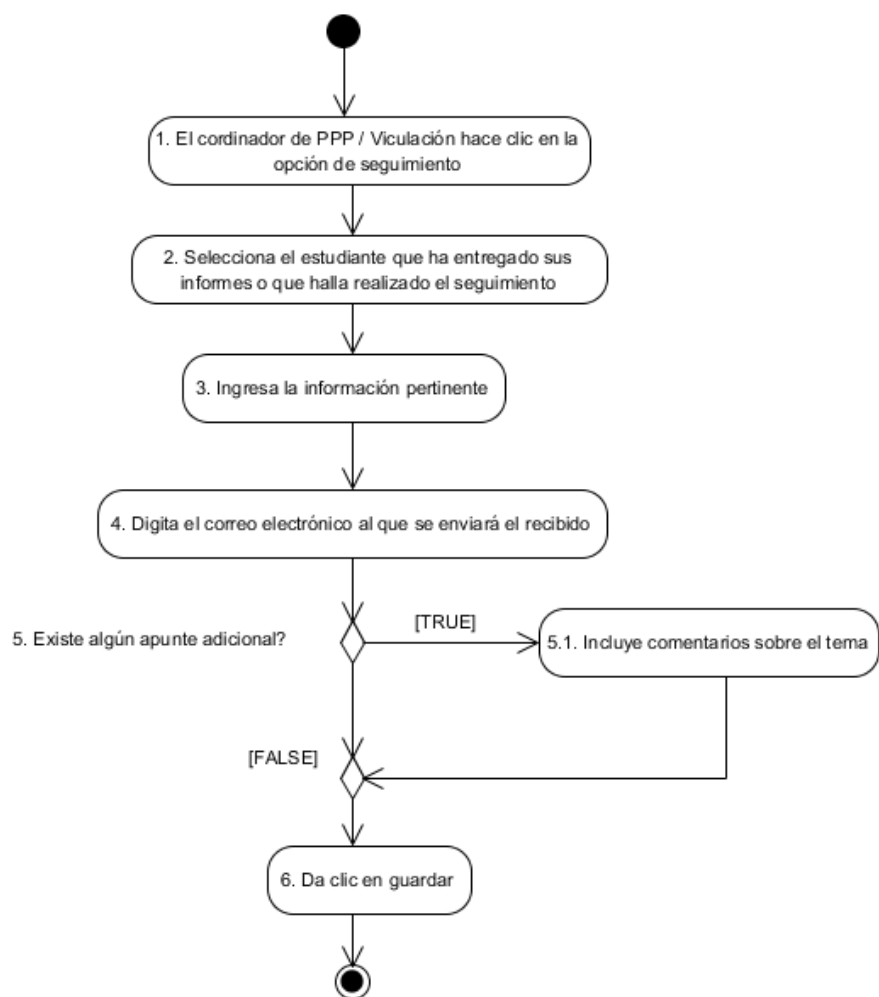 1. El cordinador de PPP / Viculación hace clic en la
opción de seguimiento
2. Selecciona el estudiante que ha entregado sus
informes o que halla realizado el seguimiento
3. Ingresa la información pertinente
4. Digita el correo electrónico al que se enviará el recibido
5. Existe algún apunte adicional?
[TRUE]
5.1. Incluye comentarios sobre el tema
[FALSE]
6. Da clic en guardar